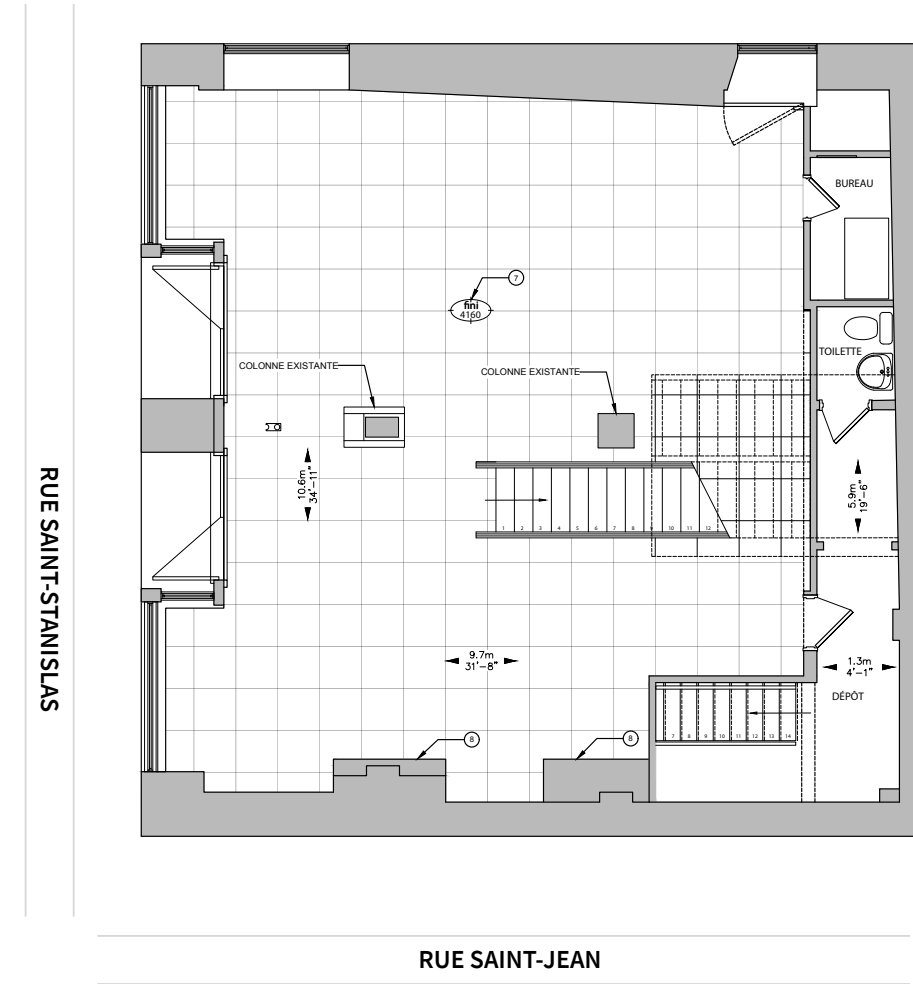 BUREAU
7
fini
4160
TOILETTE
COLONNE EXISTANTE
COLONNE EXISTANTE
10.6m
34'-11"
5.9m
19'-6"
1 2 3 4 5 6 7 8 9 10 11 12
RUE SAINT-STANISLAS
9.7m
31'-8"
1.3m
4'-1"
DÉPÔT
7 8 9 10 11 12 13 14
8
8
RUE SAINT-JEAN